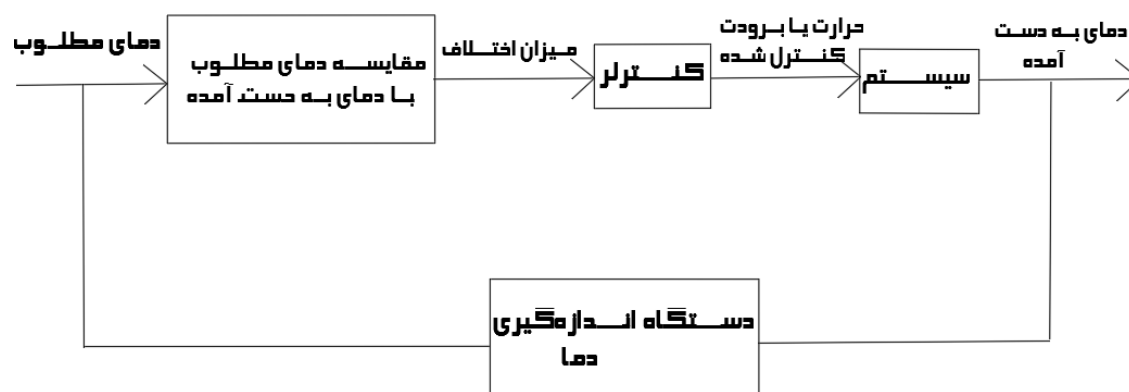 دمای مطلوب
مقایسه دمای مطلوب
با دمای به دست آمده
میزان اختلاف
کنترلر
حرارت یا برودت
کنترل شده
سیستم
دمای به دست
آمده
دستگاه اندازه‌گیری
دما